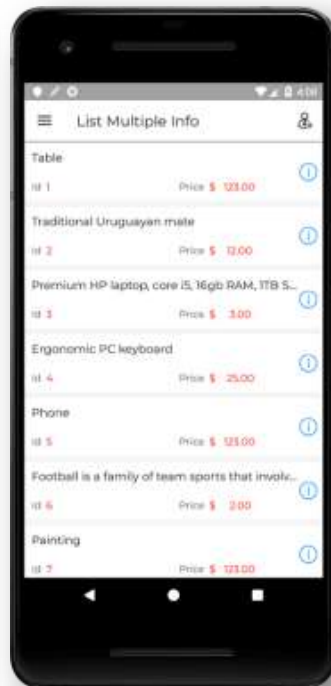 4:01
List Multiple Info
Table
Id 1 Price $ 123.00
Traditional Uruguayan mate
Id 2 Price $ 12.00
Premium HP laptop, core i5, 16gb RAM, 1TB S...
Id 3 Price $ 3.00
Ergonomic PC keyboard
Id 4 Price $ 25.00
Phone
Id 5 Price $ 123.00
Football is a family of team sports that involv...
Id 6 Price $ 2.00
Painting
Id 7 Price $ 123.00